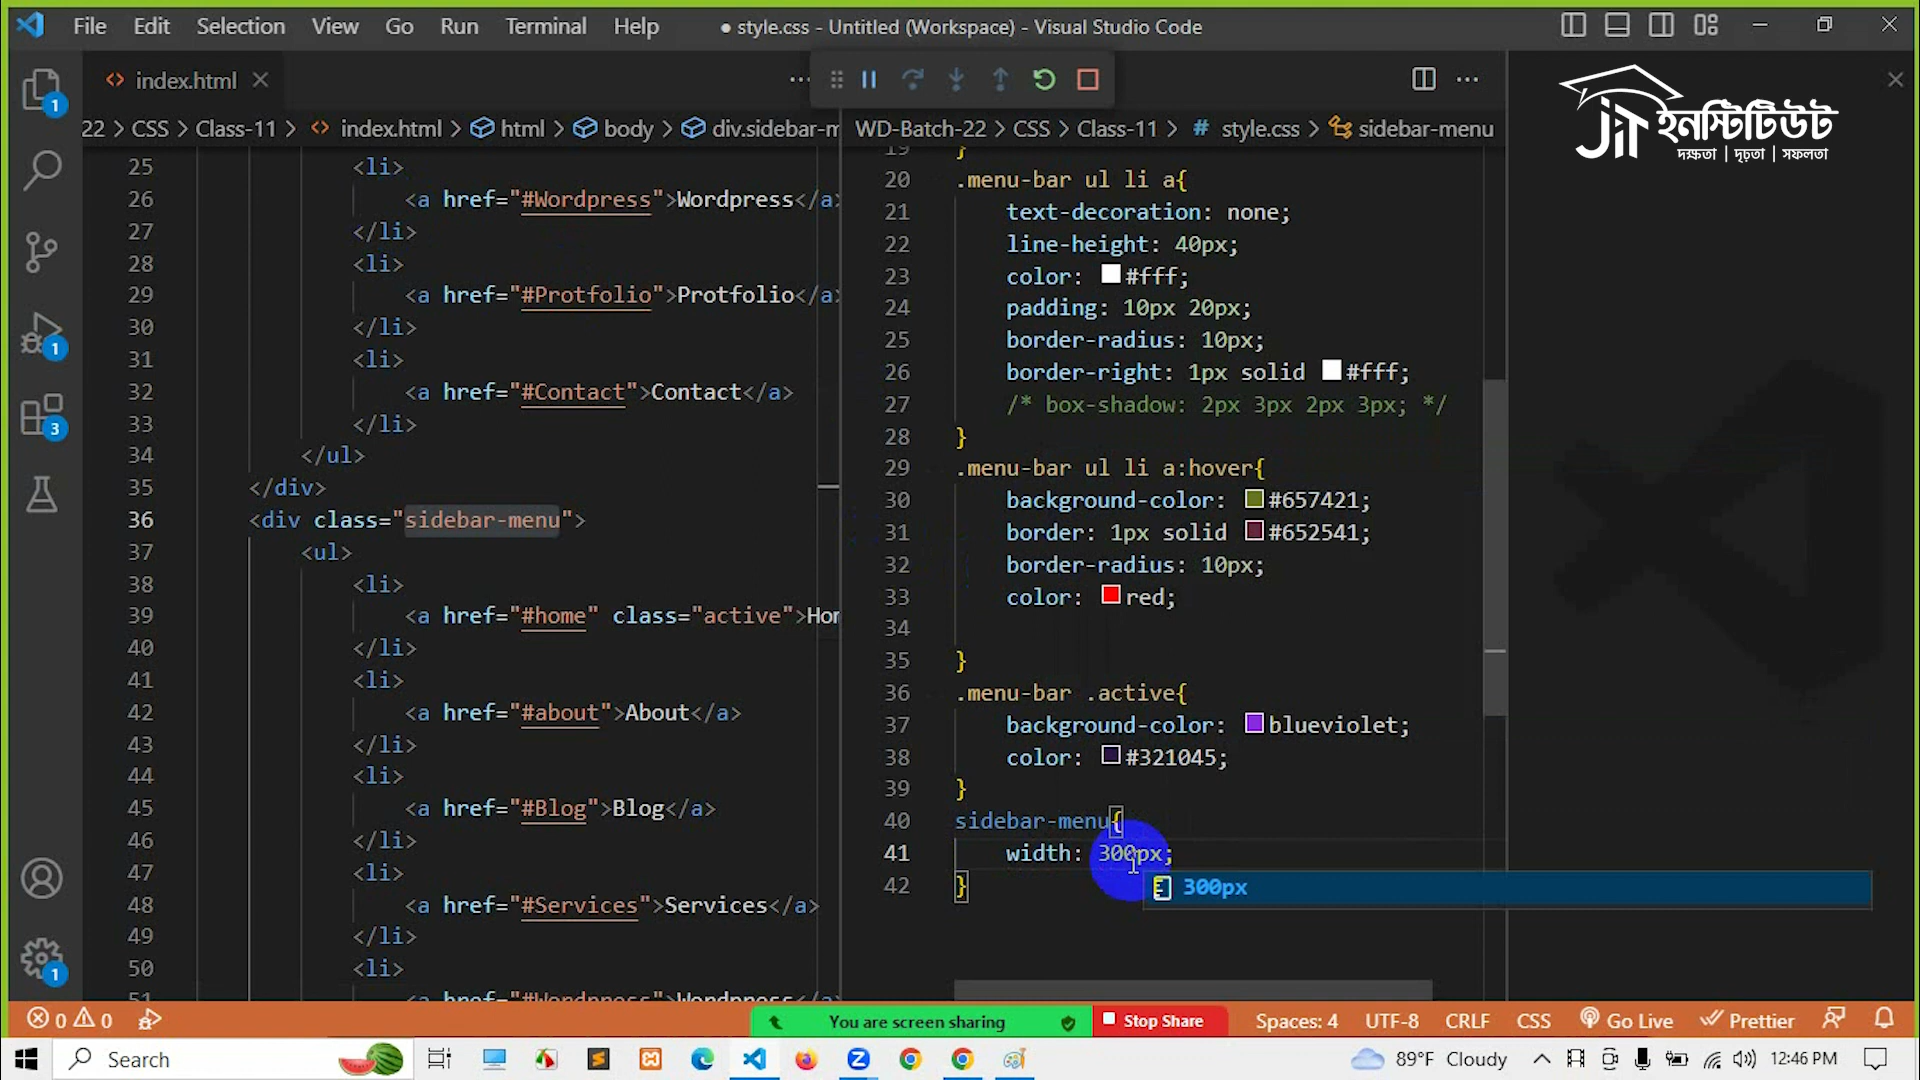 File Edit Selection View Go Run Terminal Help ● style.css - Untitled (Workspace) - Visual Studio Code
index.html
ইনস্টিটিউট
দক্ষতা | দৃঢ়তা | সফলতা
22 > CSS > Class-11 > index.html > html > body > div.sidebar-m
25 <li>
26 <a href="#Wordpress">Wordpress</a>
27 </li>
28 <li>
29 <a href="#Protfolio">Protfolio</a>
30 </li>
31 <li>
32 <a href="#Contact">Contact</a>
33 </li>
34 </ul>
35 </div>
36 <div class="sidebar-menu">
37 <ul>
38 <li>
39 <a href="#home" class="active">Hom
40 </li>
41 <li>
42 <a href="#about">About</a>
43 </li>
44 <li>
45 <a href="#Blog">Blog</a>
46 </li>
47 <li>
48 <a href="#Services">Services</a>
49 </li>
50 <li>
51 <a href="#Wordpress">Wordpress</a>
WD-Batch-22 > CSS > Class-11 > # style.css > sidebar-menu
19 }
20 .menu-bar ul li a{
21 text-decoration: none;
22 line-height: 40px;
23 color: #fff;
24 padding: 10px 20px;
25 border-radius: 10px;
26 border-right: 1px solid #fff;
27 /* box-shadow: 2px 3px 2px 3px; */
28 }
29 .menu-bar ul li a:hover{
30 background-color: #657421;
31 border: 1px solid #652541;
32 border-radius: 10px;
33 color: red;
34
35 }
36 .menu-bar .active{
37 background-color: blueviolet;
38 color: #321045;
39 }
40 sidebar-menu{
41 width: 300px;
42 }
300px
1
1
3
1
0 0 You are screen sharing Stop Share Spaces: 4 UTF-8 CRLF CSS Go Live Prettier
Search 89°F Cloudy 12:46 PM